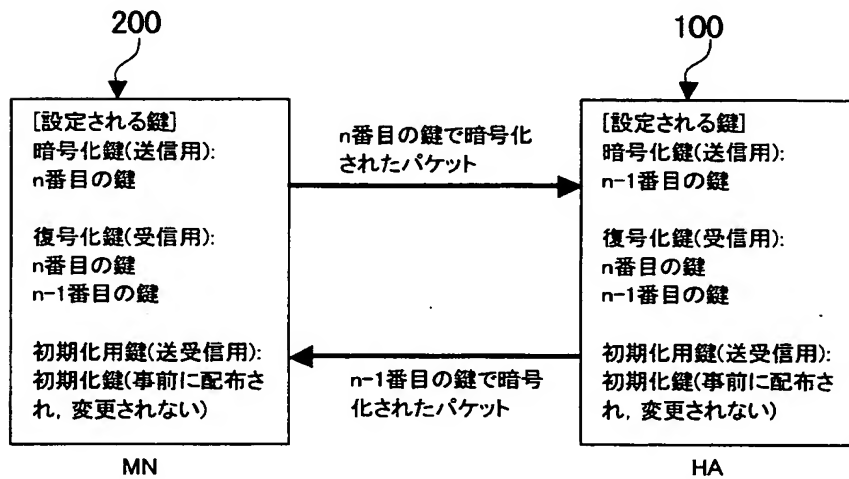 200
100
[設定される鍵]
暗号化鍵(送信用):
n番目の鍵
復号化鍵(受信用):
n番目の鍵
n-1番目の鍵
初期化用鍵(送受信用):
初期化鍵(事前に配布さ
れ, 変更されない)
MN
n番目の鍵で暗号化
されたパケット
n-1番目の鍵で暗号
化されたパケット
[設定される鍵]
暗号化鍵(送信用):
n-1番目の鍵
復号化鍵(受信用):
n番目の鍵
n-1番目の鍵
初期化用鍵(送受信用):
初期化鍵(事前に配布さ
れ, 変更されない)
HA